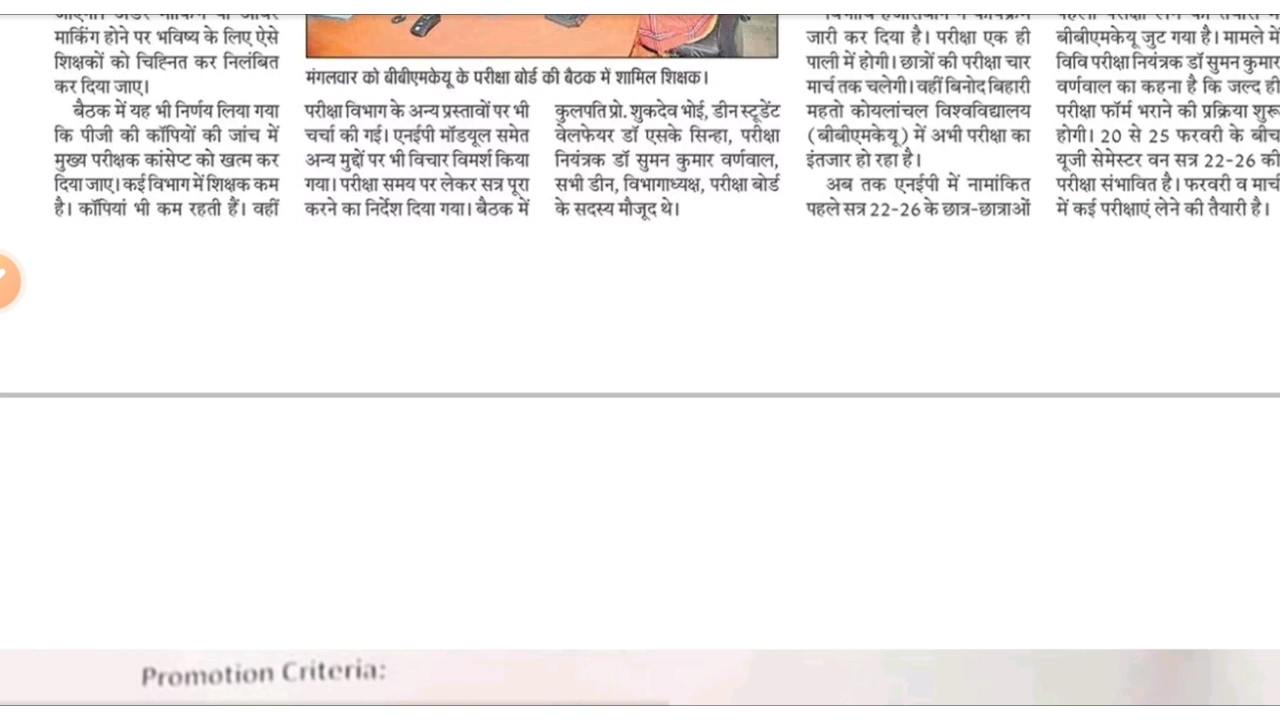 मार्किंग होने पर भविष्य के लिए ऐसे
शिक्षकों को चिह्नित कर निलंबित
कर दिया जाए।
बैठक में यह भी निर्णय लिया गया
कि पीजी की कॉपियों की जांच में
मुख्य परीक्षक कांसेप्ट को खत्म कर
दिया जाए। कई विभाग में शिक्षक कम
है। कॉपियां भी कम रहती हैं। वहीं
मंगलवार को बीबीएमकेयू के परीक्षा बोर्ड की बैठक में शामिल शिक्षक।
परीक्षा विभाग के अन्य प्रस्तावों पर भी
चर्चा की गई। एनईपी मॉडयूल समेत
अन्य मुद्दों पर भी विचार विमर्श किया
गया। परीक्षा समय पर लेकर सत्र पूरा
करने का निर्देश दिया गया। बैठक में
कुलपति प्रो. शुकदेव भोई, डीन स्टूडेंट
वेलफेयर डॉ एसके सिन्हा, परीक्षा
नियंत्रक डॉ सुमन कुमार वर्णवाल,
सभी डीन, विभागाध्यक्ष, परीक्षा बोर्ड
के सदस्य मौजूद थे।
जारी कर दिया है। परीक्षा एक ही
पाली में होगी। छात्रों की परीक्षा चार
मार्च तक चलेगी। वहीं बिनोद बिहारी
महतो कोयलांचल विश्वविद्यालय
(बीबीएमकेयू) में अभी परीक्षा का
इंतजार हो रहा है।
अब तक एनईपी में नामांकित
पहले सत्र 22-26 के छात्र-छात्राओं
बीबीएमकेयू जुट गया है। मामले में
विवि परीक्षा नियंत्रक डॉ सुमन कुमार
वर्णवाल का कहना है कि जल्द ही
परीक्षा फॉर्म भराने की प्रक्रिया शुरू
होगी। 20 से 25 फरवरी के बीच
यूजी सेमेस्टर वन सत्र 22-26 की
परीक्षा संभावित है। फरवरी व मार्च
में कई परीक्षाएं लेने की तैयारी है।
Promotion Criteria: